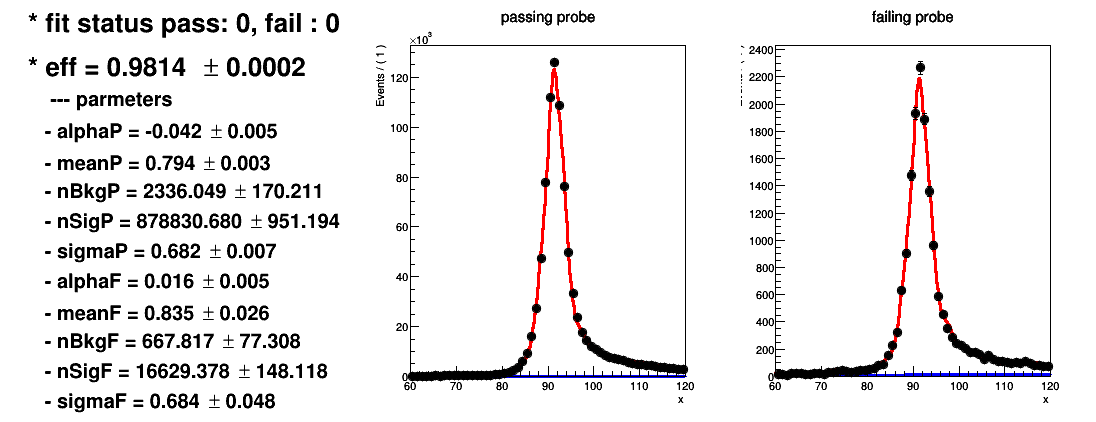 * fit status pass: 0, fail : 0
* eff = 0.9814 ± 0.0002
--- parmeters
- alphaP = -0.042 ± 0.005
- meanP = 0.794 ± 0.003
- nBkgP = 2336.049 ± 170.211
- nSigP = 878830.680 ± 951.194
- sigmaP = 0.682 ± 0.007
- alphaF = 0.016 ± 0.005
- meanF = 0.835 ± 0.026
- nBkgF = 667.817 ± 77.308
- nSigF = 16629.378 ± 148.118
- sigmaF = 0.684 ± 0.048
passing probe
×10³
Events / ( 1 )
120
100
80
60
40
20
0
60 70 80 90 100 110 120
x
failing probe
2400
2200
2000
1800
1600
1400
1200
1000
800
600
400
200
0
60 70 80 90 100 110 120
x